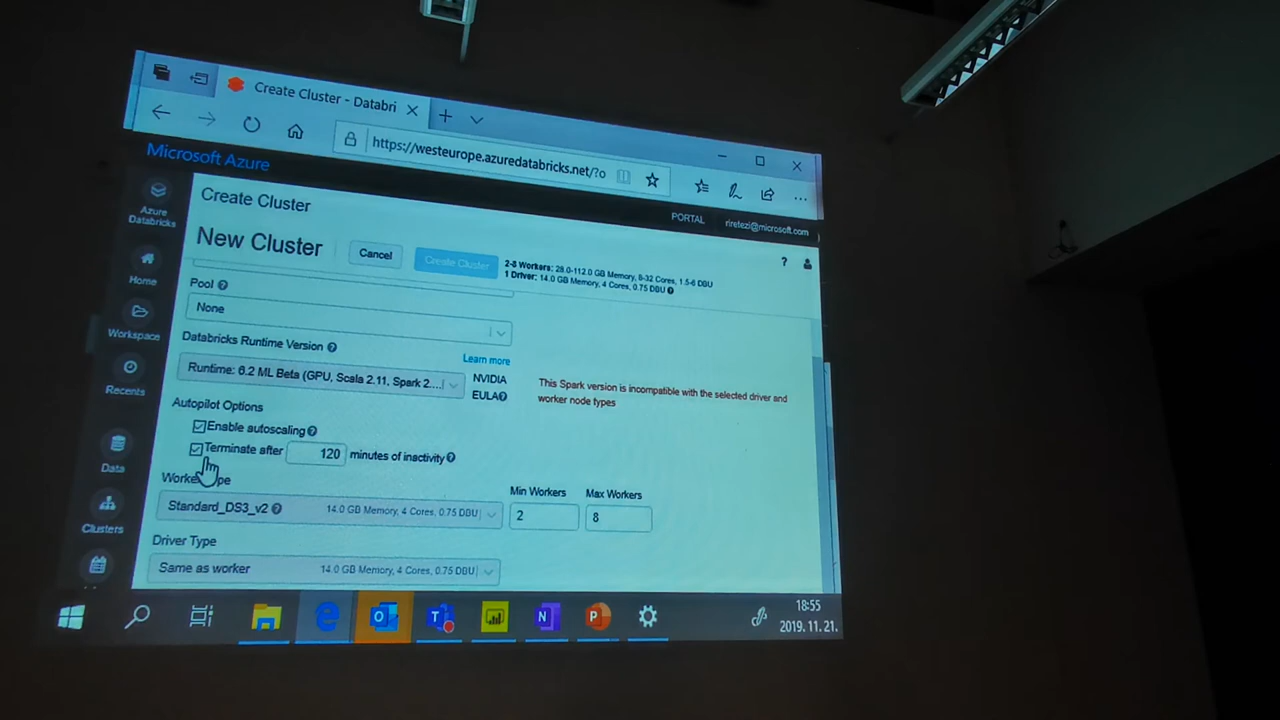 Create Cluster - Databri
https://westeurope.azuredatabricks.net/?o
Microsoft Azure
PORTAL
riretezi@microsoft.com
Azure
Databricks
Home
Workspace
Recents
Data
Clusters
Create Cluster
New Cluster
Cancel
Create Cluster
2-8 Workers: 28.0-112.0 GB Memory, 8-32 Cores, 1.5-6 DBU
1 Driver: 14.0 GB Memory, 4 Cores, 0.75 DBU
Pool
None
Databricks Runtime Version
Learn more
Runtime: 6.2 ML Beta (GPU, Scala 2.11, Spark 2....
NVIDIA
EULA
This Spark version is incompatible with the selected driver and
worker node types
Autopilot Options
Enable autoscaling
Terminate after 120 minutes of inactivity
Worker Type
Min Workers
Max Workers
Standard_DS3_v2
14.0 GB Memory, 4 Cores, 0.75 DBU
2
8
Driver Type
Same as worker
14.0 GB Memory, 4 Cores, 0.75 DBU
18:55
2019. 11. 21.